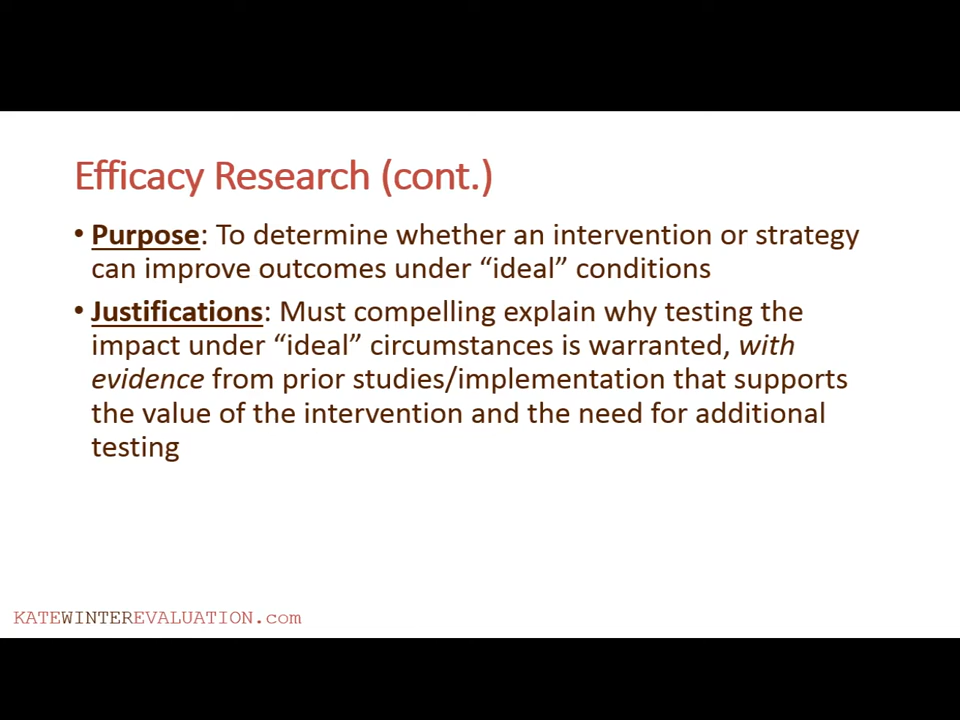 Efficacy Research (cont.)
• Purpose: To determine whether an intervention or strategy
can improve outcomes under “ideal” conditions
• Justifications: Must compelling explain why testing the
impact under “ideal” circumstances is warranted, with
evidence from prior studies/implementation that supports
the value of the intervention and the need for additional
testing
KATEWINTEREVALUATION.com